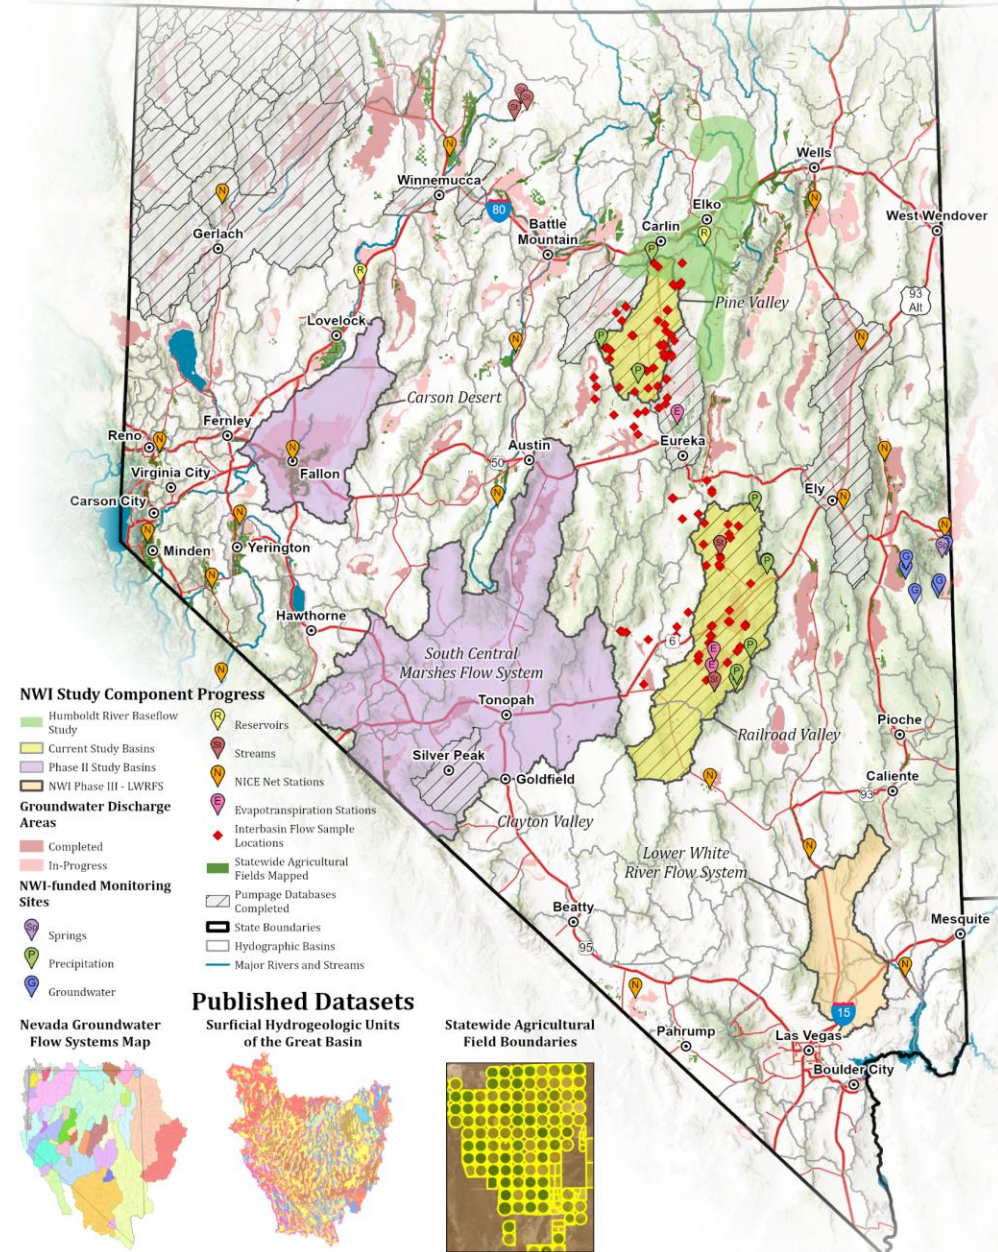 Wells
Winnemucca
80
Elko
West Wendover
Battle
Mountain
Carlin
Gerlach
93
Alt
Pine Valley
Lovelock
Carson Desert
Fernley
Reno
Austin
Eureka
50
Virginia City
Fallon
Ely
Carson City
Minden
Yerington
Hawthorne
6
South Central
Marshes Flow System
Tonopah
Pioche
Railroad Valley
Silver Peak
Goldfield
Caliente
93
Clayton Valley
Lower White
River Flow System
Beatty
Mesquite
95
15
Pahrump
Las Vegas
Boulder City
NWI Study Component Progress
Humboldt River Baseflow
Study
Current Study Basins
Phase II Study Basins
NWI Phase III - LWRFS
Groundwater Discharge
Areas
Completed
In-Progress
NWI-funded Monitoring
Sites
Sp Springs
P Precipitation
G Groundwater
R Reservoirs
St Streams
N NICE Net Stations
E Evapotranspiration Stations
Interbasin Flow Sample
Locations
Statewide Agricultural
Fields Mapped
Pumpage Databases
Completed
State Boundaries
Hydographic Basins
Major Rivers and Streams
Published Datasets
Nevada Groundwater
Flow Systems Map
Surficial Hydrogeologic Units
of the Great Basin
Statewide Agricultural
Field Boundaries